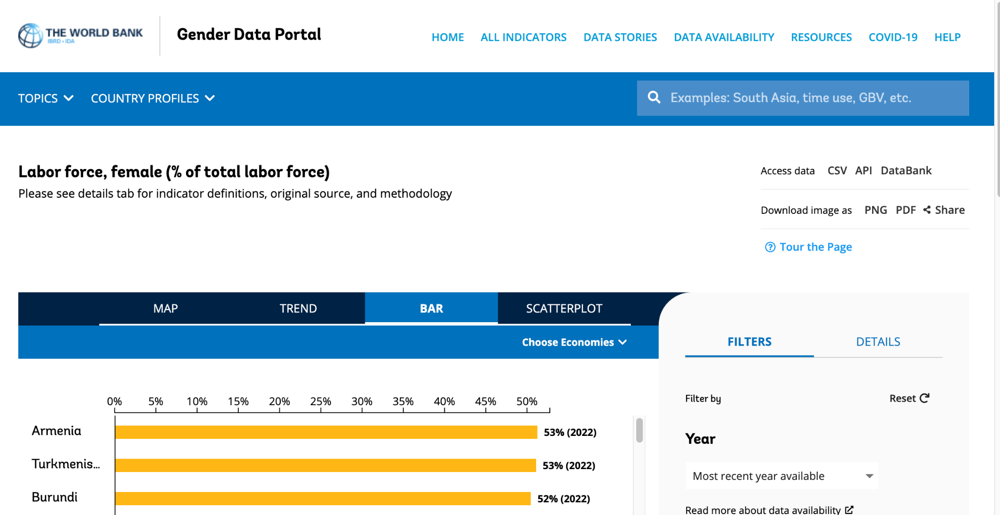 THE WORLD BANK
IBRD • IDA
Gender Data Portal
HOME ALL INDICATORS DATA STORIES DATA AVAILABILITY RESOURCES COVID-19 HELP
TOPICS COUNTRY PROFILES
Examples: South Asia, time use, GBV, etc.
Labor force, female (% of total labor force)
Please see details tab for indicator definitions, original source, and methodology
Access data CSV API DataBank
Download image as PNG PDF Share
Tour the Page
MAP TREND BAR SCATTERPLOT
Choose Economies
FILTERS DETAILS
Filter by Reset
Year
Most recent year available
Read more about data availability
0% 5% 10% 15% 20% 25% 30% 35% 40% 45% 50%
Armenia 53% (2022)
Turkmenis... 53% (2022)
Burundi 52% (2022)